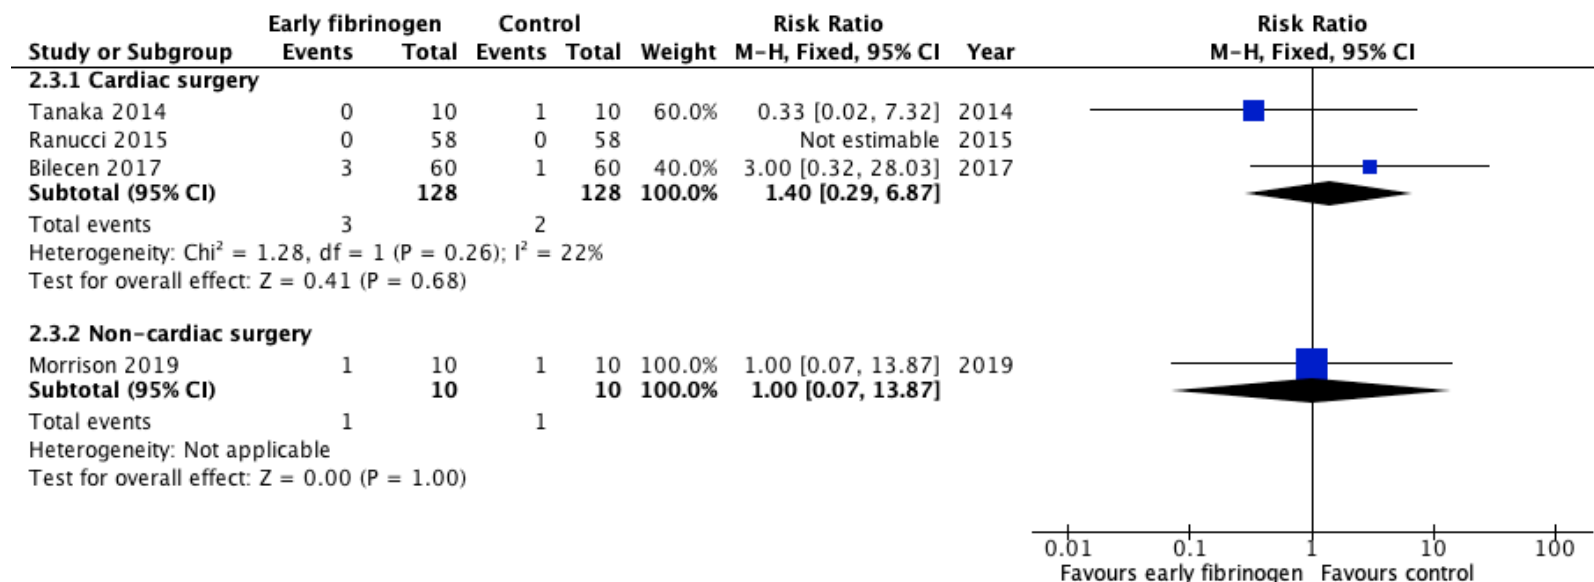 Early fibrinogen Control Risk Ratio Risk Ratio
Study or Subgroup Events Total Events Total Weight M-H, Fixed, 95% CI Year M-H, Fixed, 95% CI
2.3.1 Cardiac surgery
Tanaka 2014 0 10 1 10 60.0% 0.33 [0.02, 7.32] 2014
Ranucci 2015 0 58 0 58 Not estimable 2015
Bilecen 2017 3 60 1 60 40.0% 3.00 [0.32, 28.03] 2017
Subtotal (95% CI) 128 128 100.0% 1.40 [0.29, 6.87]
Total events 3 2
Heterogeneity: Chi² = 1.28, df = 1 (P = 0.26); I² = 22%
Test for overall effect: Z = 0.41 (P = 0.68)
2.3.2 Non-cardiac surgery
Morrison 2019 1 10 1 10 100.0% 1.00 [0.07, 13.87] 2019
Subtotal (95% CI) 10 10 100.0% 1.00 [0.07, 13.87]
Total events 1 1
Heterogeneity: Not applicable
Test for overall effect: Z = 0.00 (P = 1.00)
0.01 0.1 1 10 100
Favours early fibrinogen Favours control